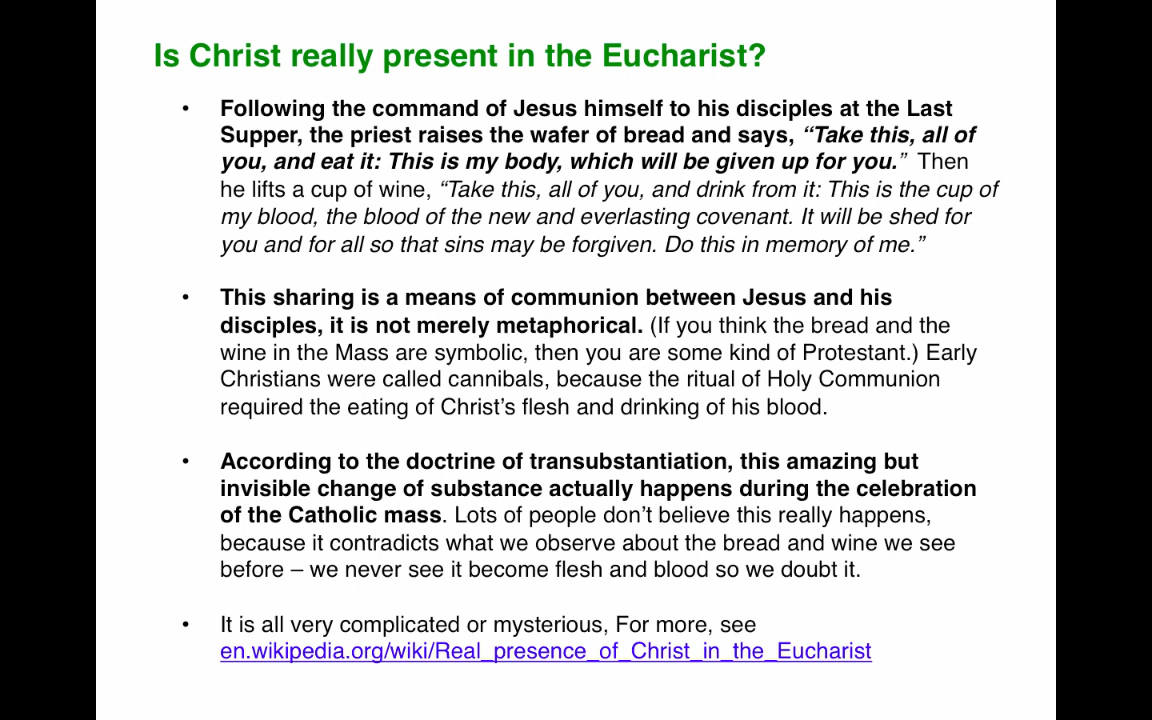 Is Christ really present in the Eucharist?
• Following the command of Jesus himself to his disciples at the Last
Supper, the priest raises the wafer of bread and says, “Take this, all of
you, and eat it: This is my body, which will be given up for you.”  Then
he lifts a cup of wine, “Take this, all of you, and drink from it: This is the cup of
my blood, the blood of the new and everlasting covenant. It will be shed for
you and for all so that sins may be forgiven. Do this in memory of me.”
• This sharing is a means of communion between Jesus and his
disciples, it is not merely metaphorical. (If you think the bread and the
wine in the Mass are symbolic, then you are some kind of Protestant.) Early
Christians were called cannibals, because the ritual of Holy Communion
required the eating of Christ’s flesh and drinking of his blood.
• According to the doctrine of transubstantiation, this amazing but
invisible change of substance actually happens during the celebration
of the Catholic mass. Lots of people don’t believe this really happens,
because it contradicts what we observe about the bread and wine we see
before – we never see it become flesh and blood so we doubt it.
• It is all very complicated or mysterious, For more, see
en.wikipedia.org/wiki/Real_presence_of_Christ_in_the_Eucharist